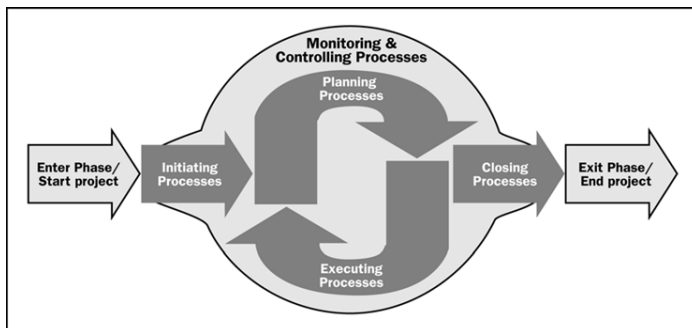 Monitoring &
Controlling Processes
Planning
Processes
Enter Phase/
Start project
Initiating
Processes
Closing
Processes
Exit Phase/
End project
Executing
Processes